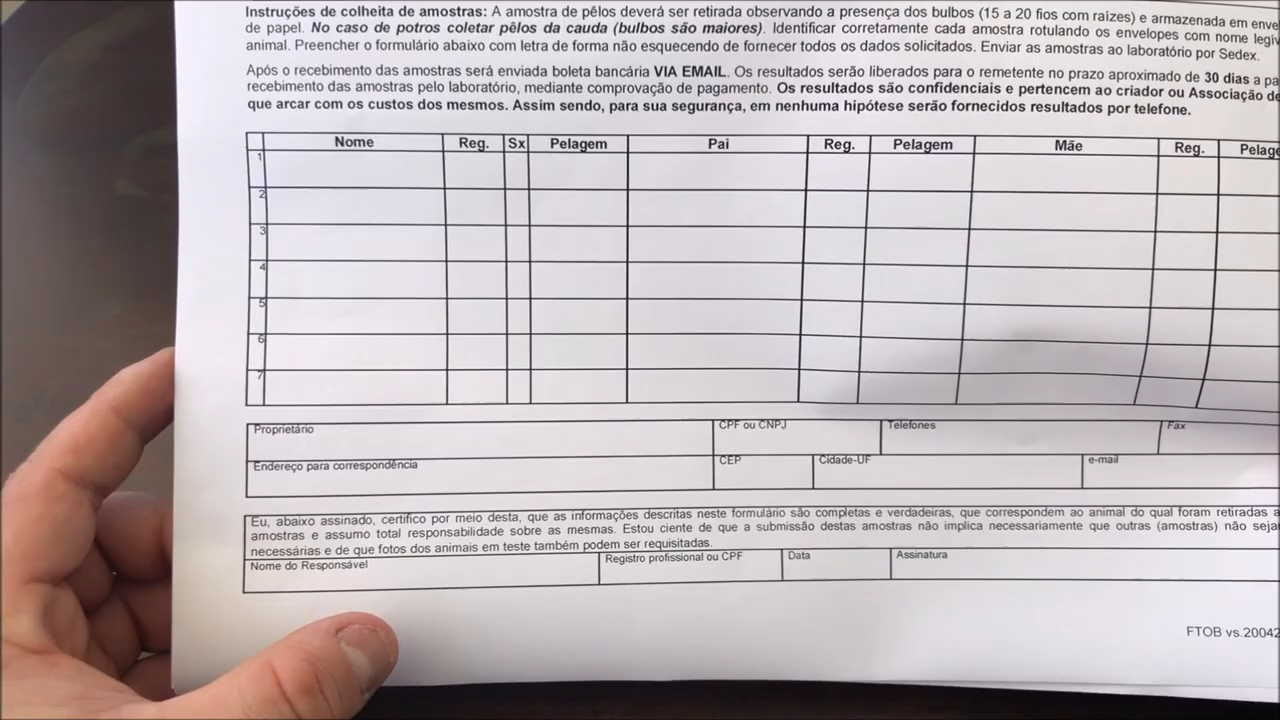 Instruções de colheita de amostras: A amostra de pêlos deverá ser retirada observando a presença dos bulbos (15 a 20 fios com raízes) e armazenada em enve
de papel. No caso de potros coletar pêlos da cauda (bulbos são maiores). Identificar corretamente cada amostra rotulando os envelopes com nome legív
animal. Preencher o formulário abaixo com letra de forma não esquecendo de fornecer todos os dados solicitados. Enviar as amostras ao laboratório por Sedex.
Após o recebimento das amostras será enviada boleta bancária VIA EMAIL. Os resultados serão liberados para o remetente no prazo aproximado de 30 dias a pa
recebimento das amostras pelo laboratório, mediante comprovação de pagamento. Os resultados são confidenciais e pertencem ao criador ou Associação de
que arcar com os custos dos mesmos. Assim sendo, para sua segurança, em nenhuma hipótese serão fornecidos resultados por telefone.
Nome Reg. Sx Pelagem Pai Reg. Pelagem Mãe Reg. Pelage
1
2
3
4
5
6
7
Proprietário CPF ou CNPJ Telefones Fax
Endereço para correspondência CEP Cidade-UF e-mail
Eu, abaixo assinado, certifico por meio desta, que as informações descritas neste formulário são completas e verdadeiras, que correspondem ao animal do qual foram retiradas a
amostras e assumo total responsabilidade sobre as mesmas. Estou ciente de que a submissão destas amostras não implica necessariamente que outras (amostras) não seja
necessárias e de que fotos dos animais em teste também podem ser requisitadas.
Nome do Responsável Registro profissional ou CPF Data Assinatura
FTOB vs.20042